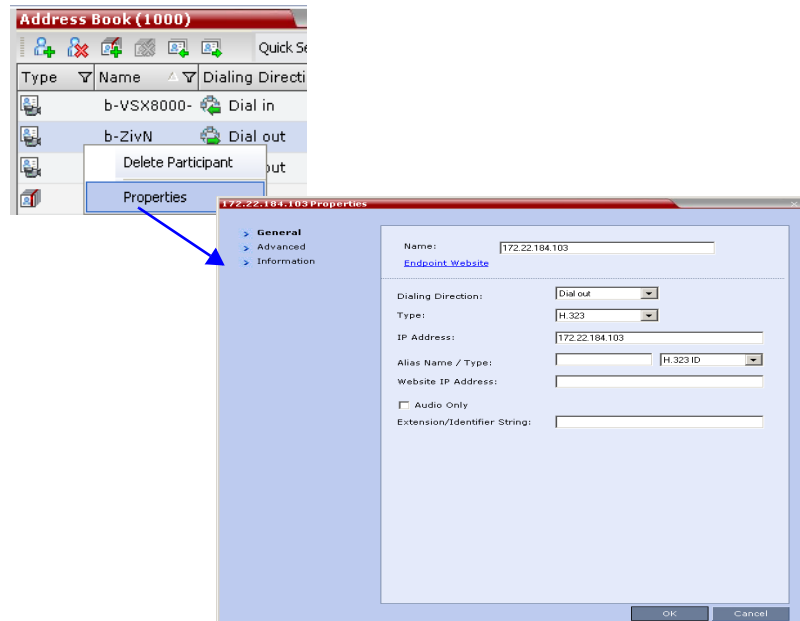 Address Book (1000)
Quick Se
Type Name Dialing Directi
b-VSX8000- Dial in
b-ZivN Dial out
Delete Participant out
Properties
172.22.184.103 Properties
General
Advanced
Information
Name: 172.22.184.103
Endpoint Website
Dialing Direction: Dial out
Type: H.323
IP Address: 172.22.184.103
Alias Name / Type: H.323 ID
Website IP Address:
Audio Only
Extension/Identifier String:
OK Cancel